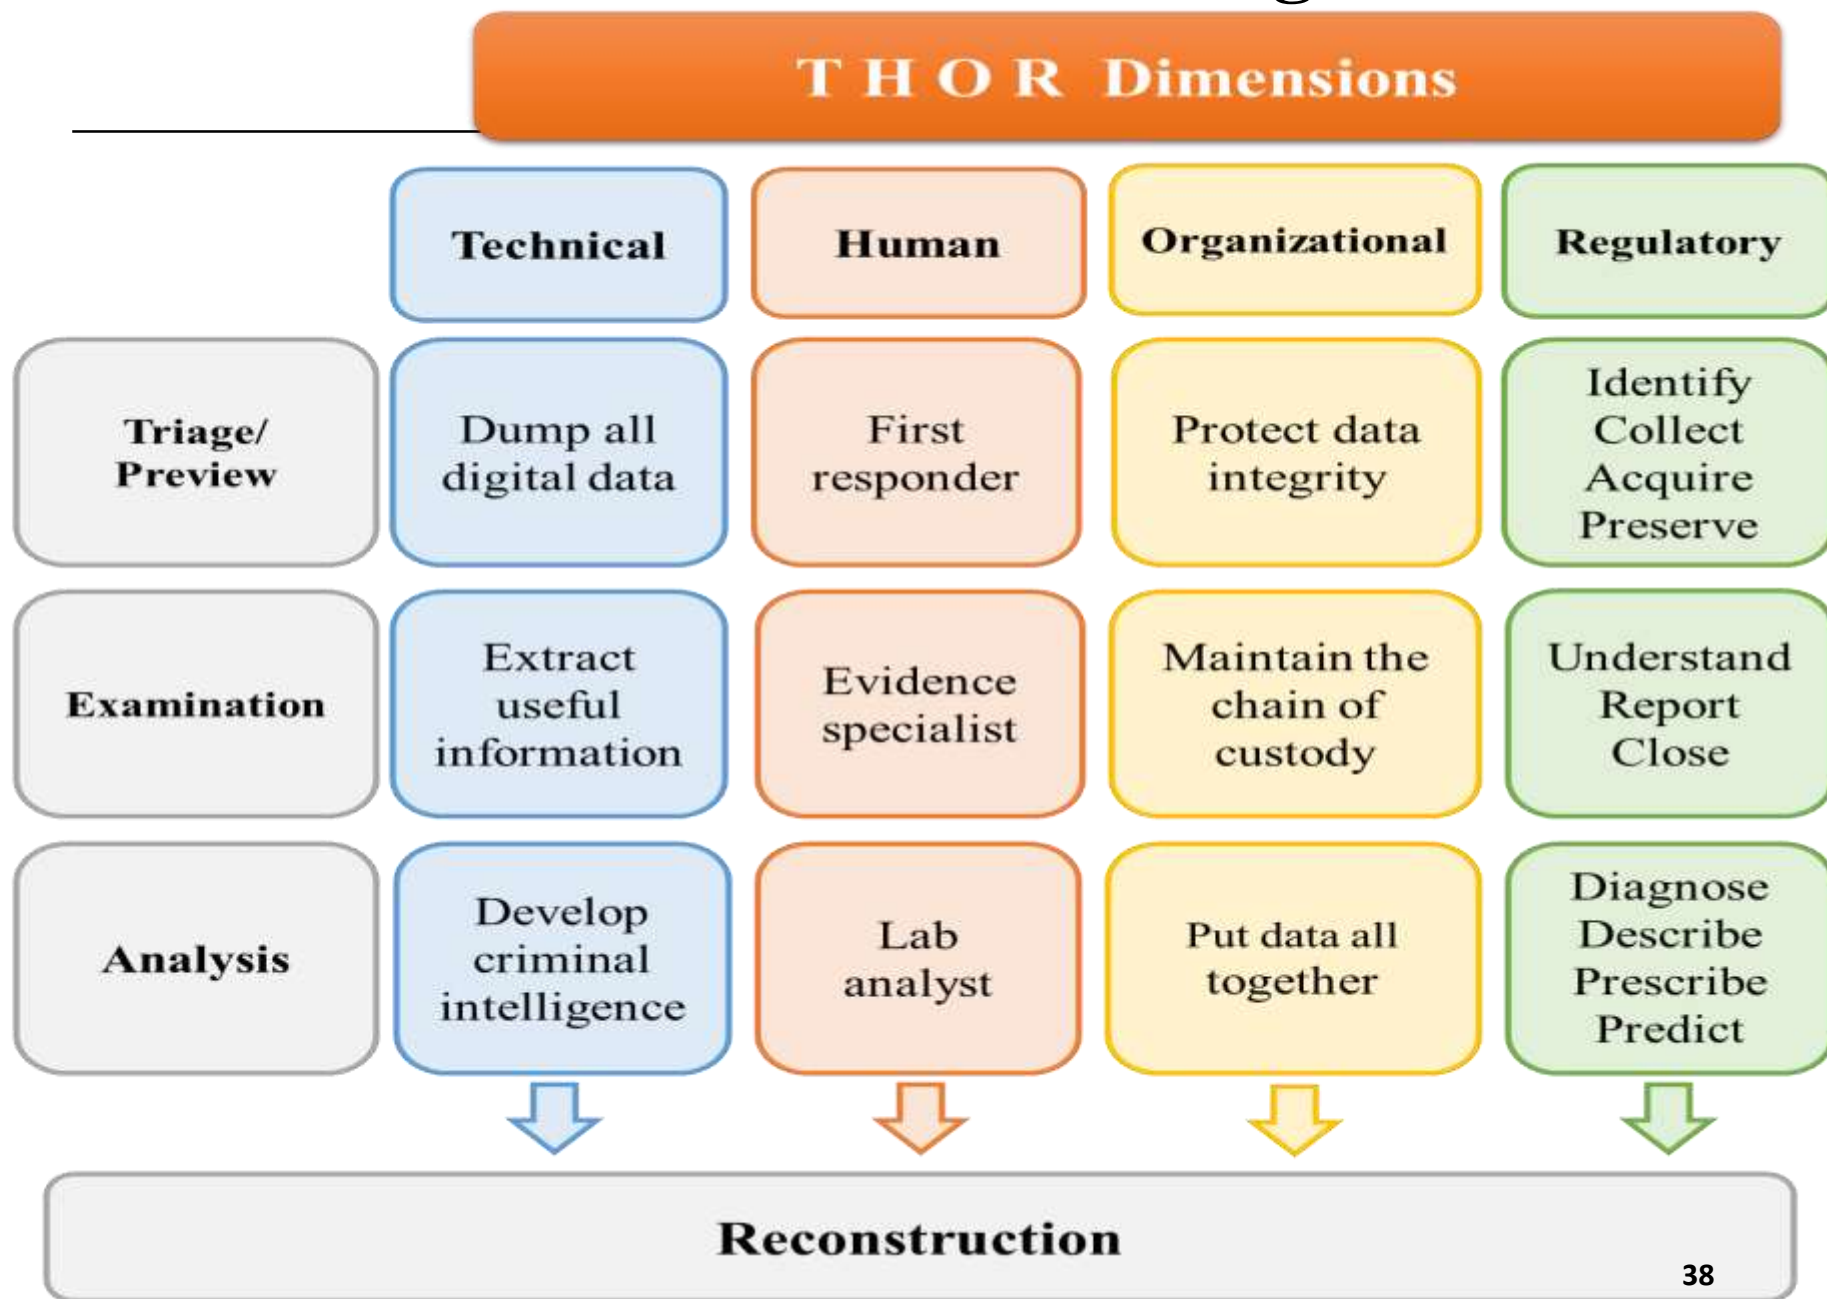 T H O R Dimensions
Technical
Human
Organizational
Regulatory
Triage/
Preview
Dump all
digital data
First
responder
Protect data
integrity
Identify
Collect
Acquire
Preserve
Examination
Extract
useful
information
Evidence
specialist
Maintain the
chain of
custody
Understand
Report
Close
Analysis
Develop
criminal
intelligence
Lab
analyst
Put data all
together
Diagnose
Describe
Prescribe
Predict
Reconstruction
38